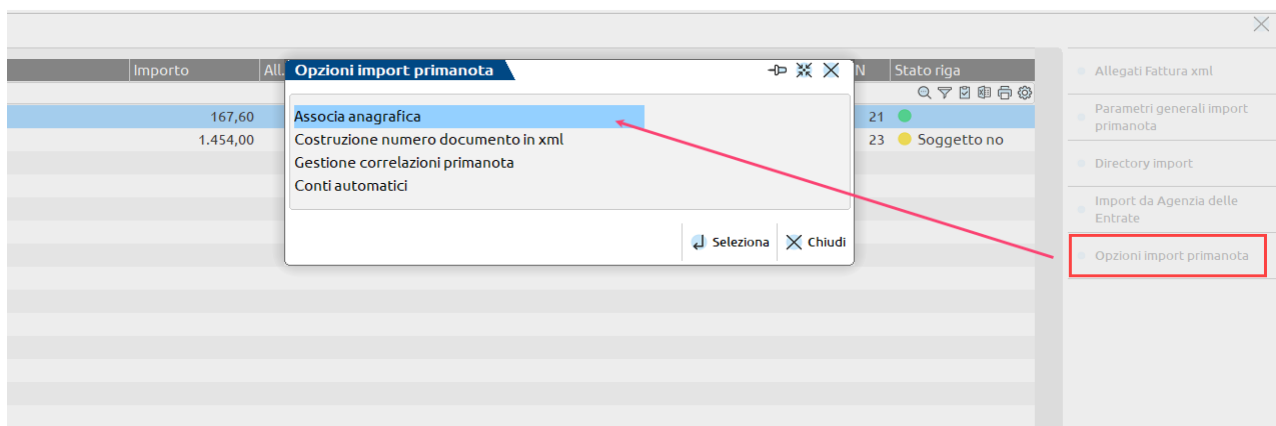 Importo
All.
Opzioni import primanota
N
Stato riga
Associa anagrafica
Costruzione numero documento in xml
Gestione correlazioni primanota
Conti automatici
Seleziona
Chiudi
167,60
21
1.454,00
23
Soggetto no
Allegati Fattura xml
Parametri generali import
primanota
Directory import
Import da Agenzia delle
Entrate
Opzioni import primanota